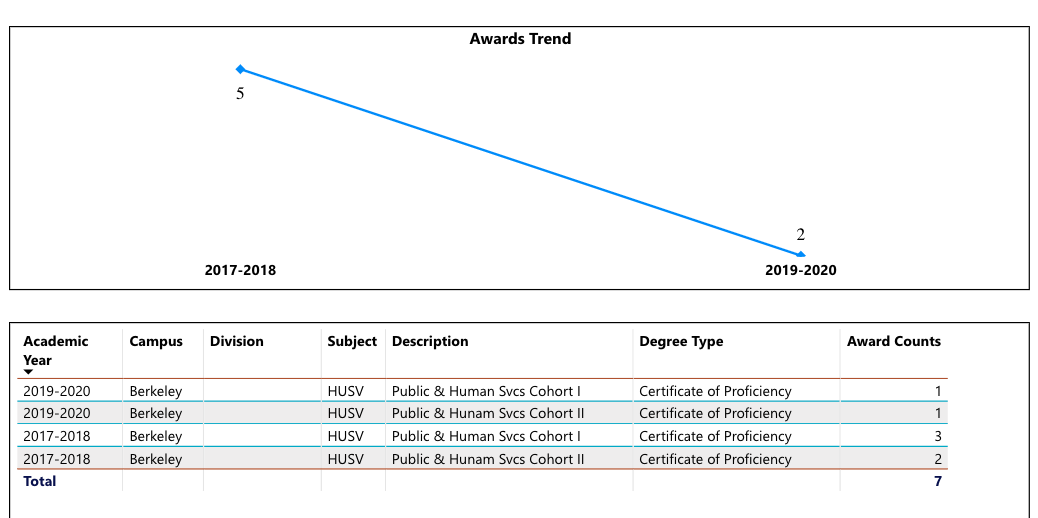 Awards Trend
5
2
2017-2018 2019-2020
Academic Year Campus Division Subject Description Degree Type Award Counts
2019-2020 Berkeley HUSV Public & Human Svcs Cohort I Certificate of Proficiency 1
2019-2020 Berkeley HUSV Public & Hunam Svcs Cohort II Certificate of Proficiency 1
2017-2018 Berkeley HUSV Public & Human Svcs Cohort I Certificate of Proficiency 3
2017-2018 Berkeley HUSV Public & Hunam Svcs Cohort II Certificate of Proficiency 2
Total 7